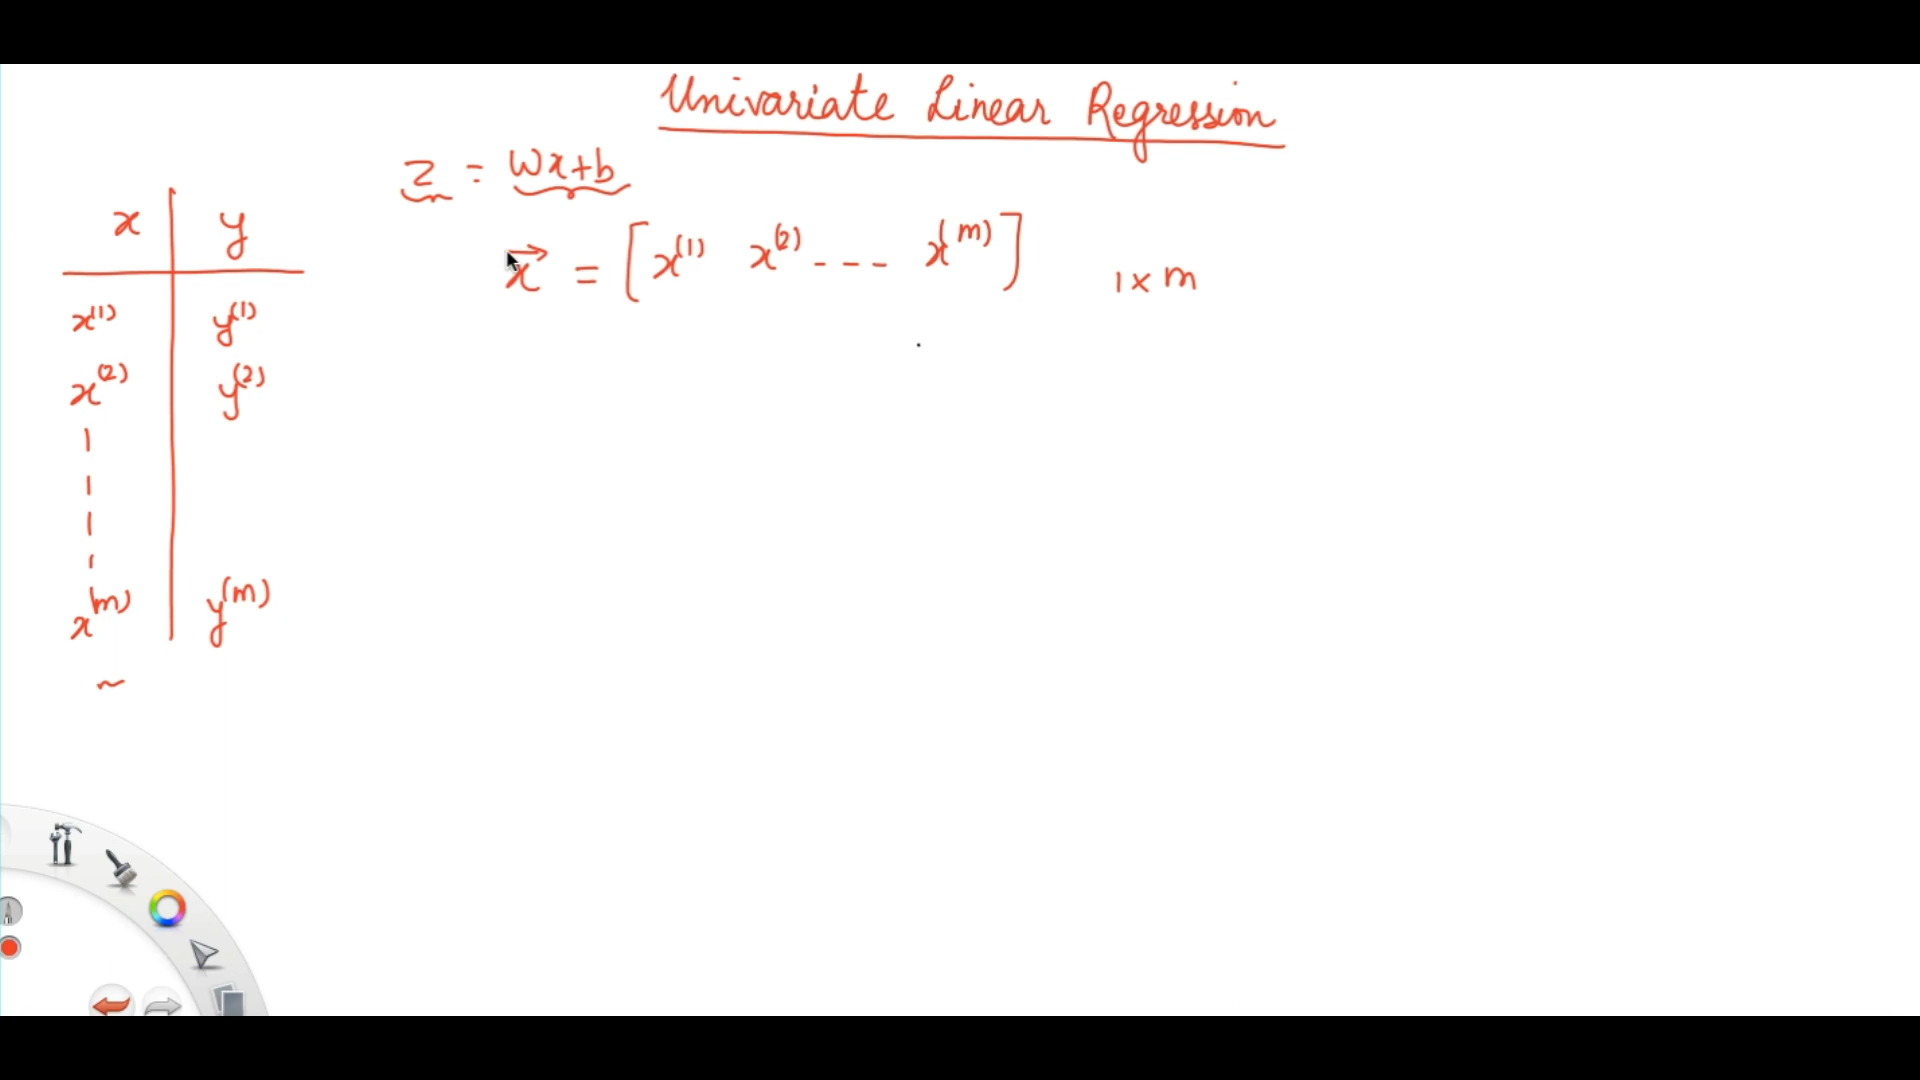 Univariate Linear Regression
z = wx+b
x⃗ = [x^(1) x^(2) --- x^(m)] 1 x m
x y
x^(1) y^(1)
x^(2) y^(2)
x^(m) y^(m)